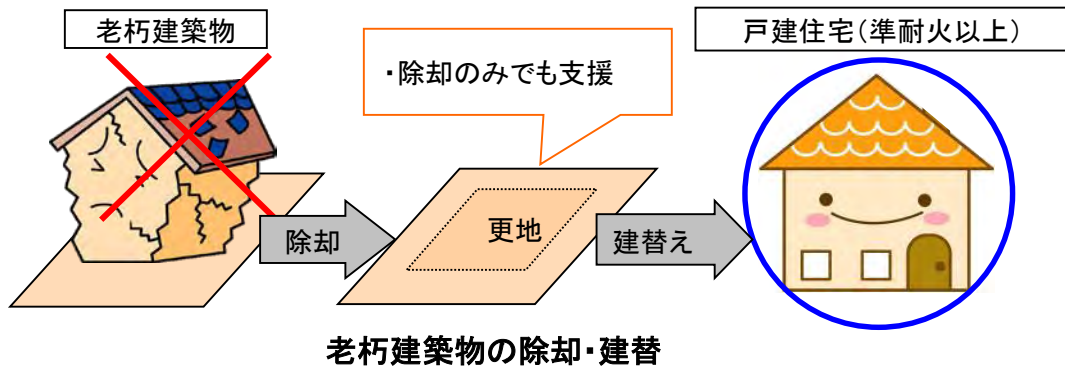 老朽建築物
・除却のみでも支援
戸建住宅(準耐火以上)
除却
更地
建替え
老朽建築物の除却・建替